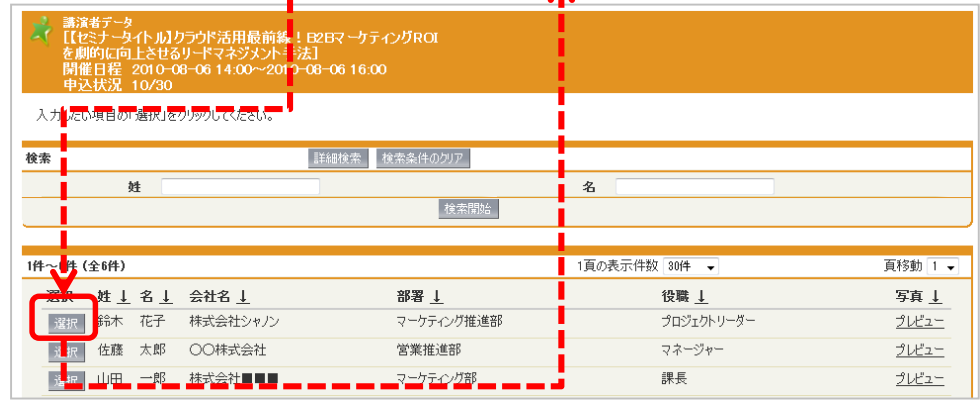 講演者データ
[【セミナータイトル】クラウド活用最前線！B2BマーケティングROI
を劇的に向上させるリードマネジメント手法]
開催日程 2010-08-06 14:00～2010-08-06 16:00
申込状況 10/30
入力したい項目の「選択」をクリックしてください。
検索 詳細検索 検索条件のクリア
姓 名
検索開始
1件～6件 (全6件) 1頁の表示件数 30件 頁移動 1
選択 姓 ↓ 名 ↓ 会社名 ↓ 部署 ↓ 役職 ↓ 写真 ↓
選択 鈴木 花子 株式会社シャノン マーケティング推進部 プロジェクトリーダー プレビュー
選択 佐藤 太郎 〇〇株式会社 営業推進部 マネージャー プレビュー
選択 山田 一郎 株式会社■■■ マーケティング部 課長 プレビュー